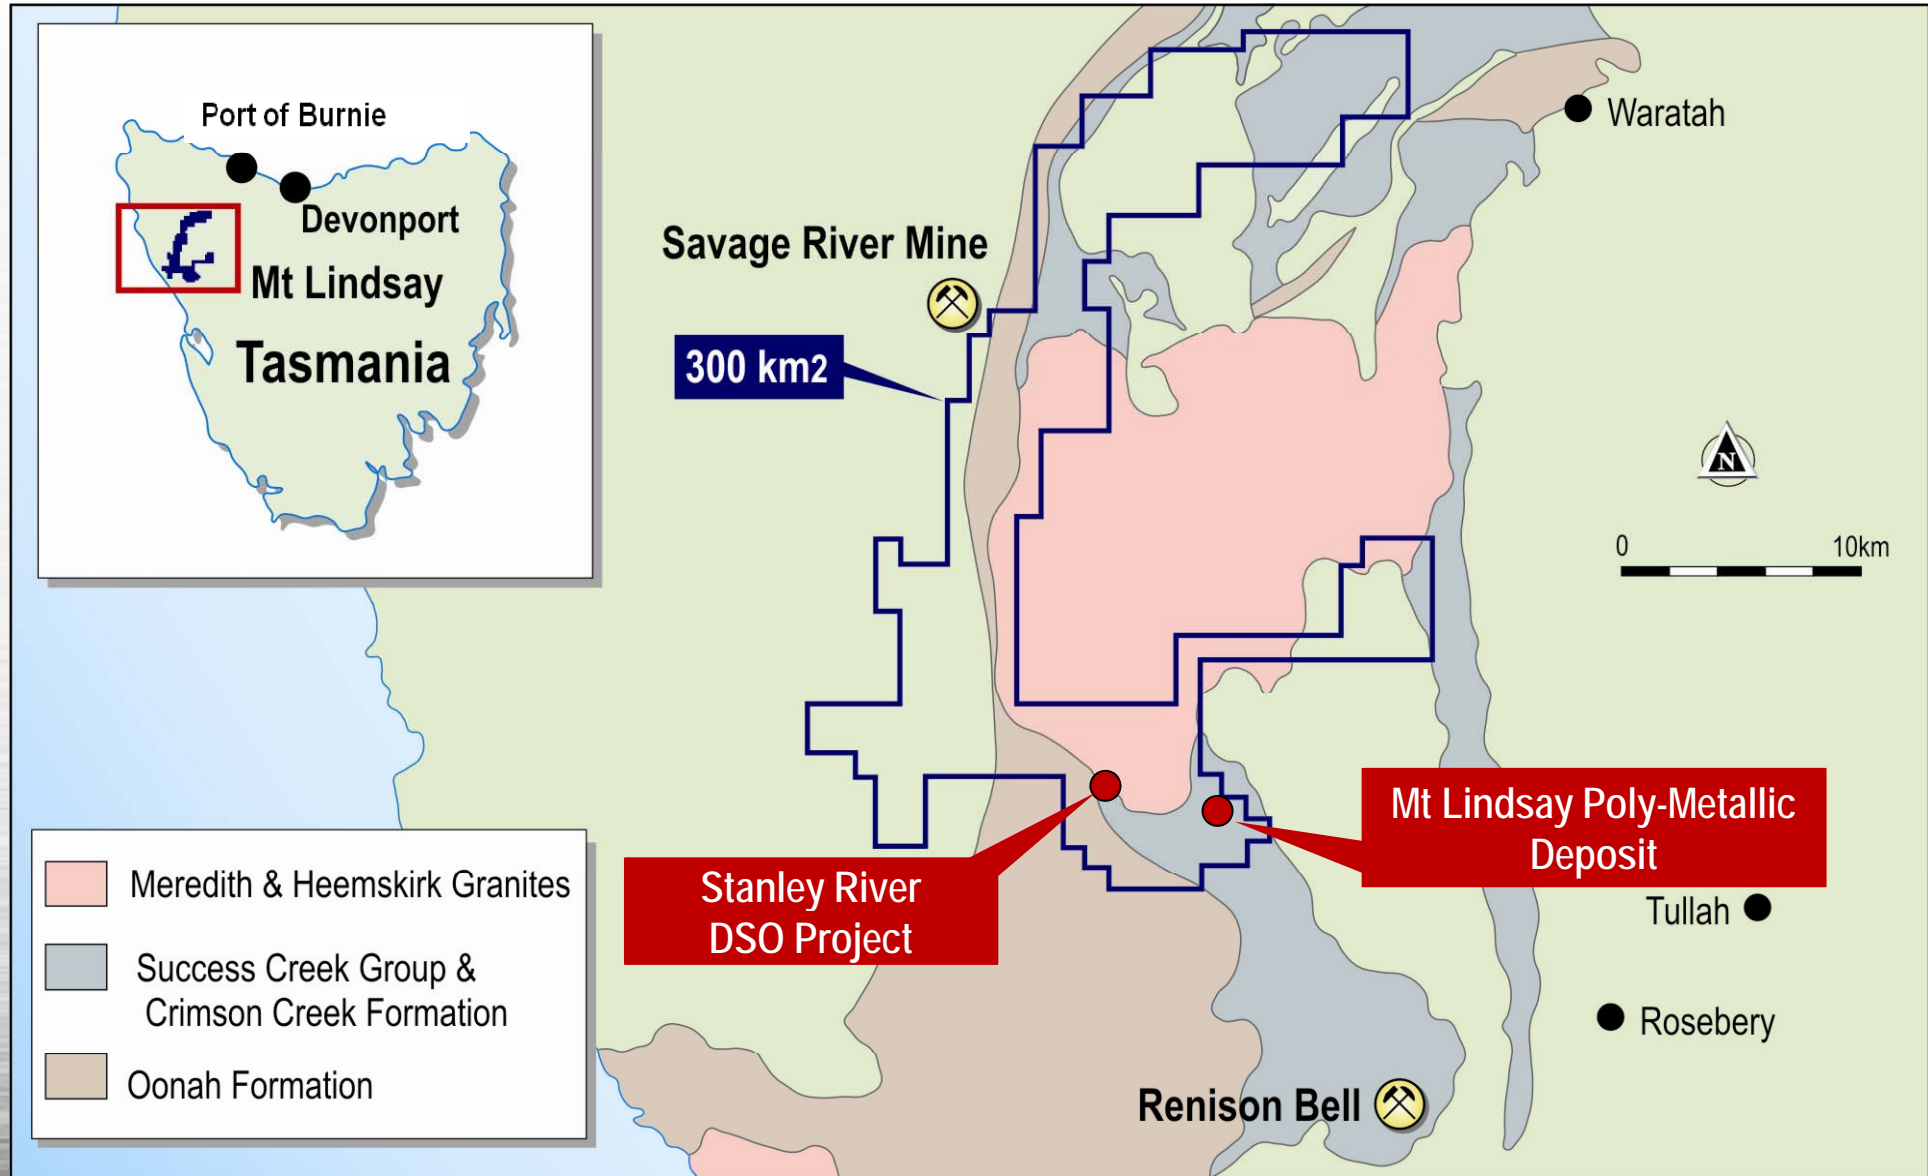 Port of Burnie
Devonport
Mt Lindsay
Tasmania
Waratah
Savage River Mine
300 km2
N
0 10km
Mt Lindsay Poly-Metallic
Deposit
Stanley River
DSO Project
Tullah
Rosebery
Renison Bell
Meredith & Heemskirk Granites
Success Creek Group &
Crimson Creek Formation
Oonah Formation